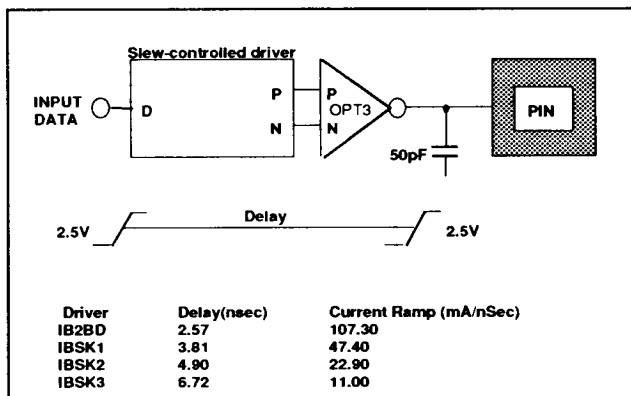 Slew-controlled driver
INPUT
DATA
D
P
N
P
N
OPT3
50pF
PIN
Delay
2.5V
2.5V
Driver Delay(nsec) Current Ramp (mA/nSec)
IB2BD 2.57 107.30
IBSK1 3.81 47.40
IBSK2 4.90 22.90
IBSK3 6.72 11.00